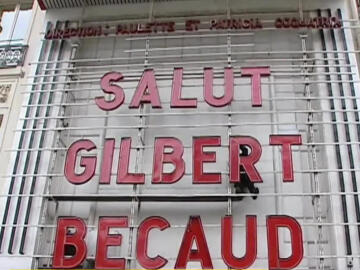 DIRECTION : PAULETTE ET PATRICIA COQUATRIX
SALUT
GILBERT
BECAUD